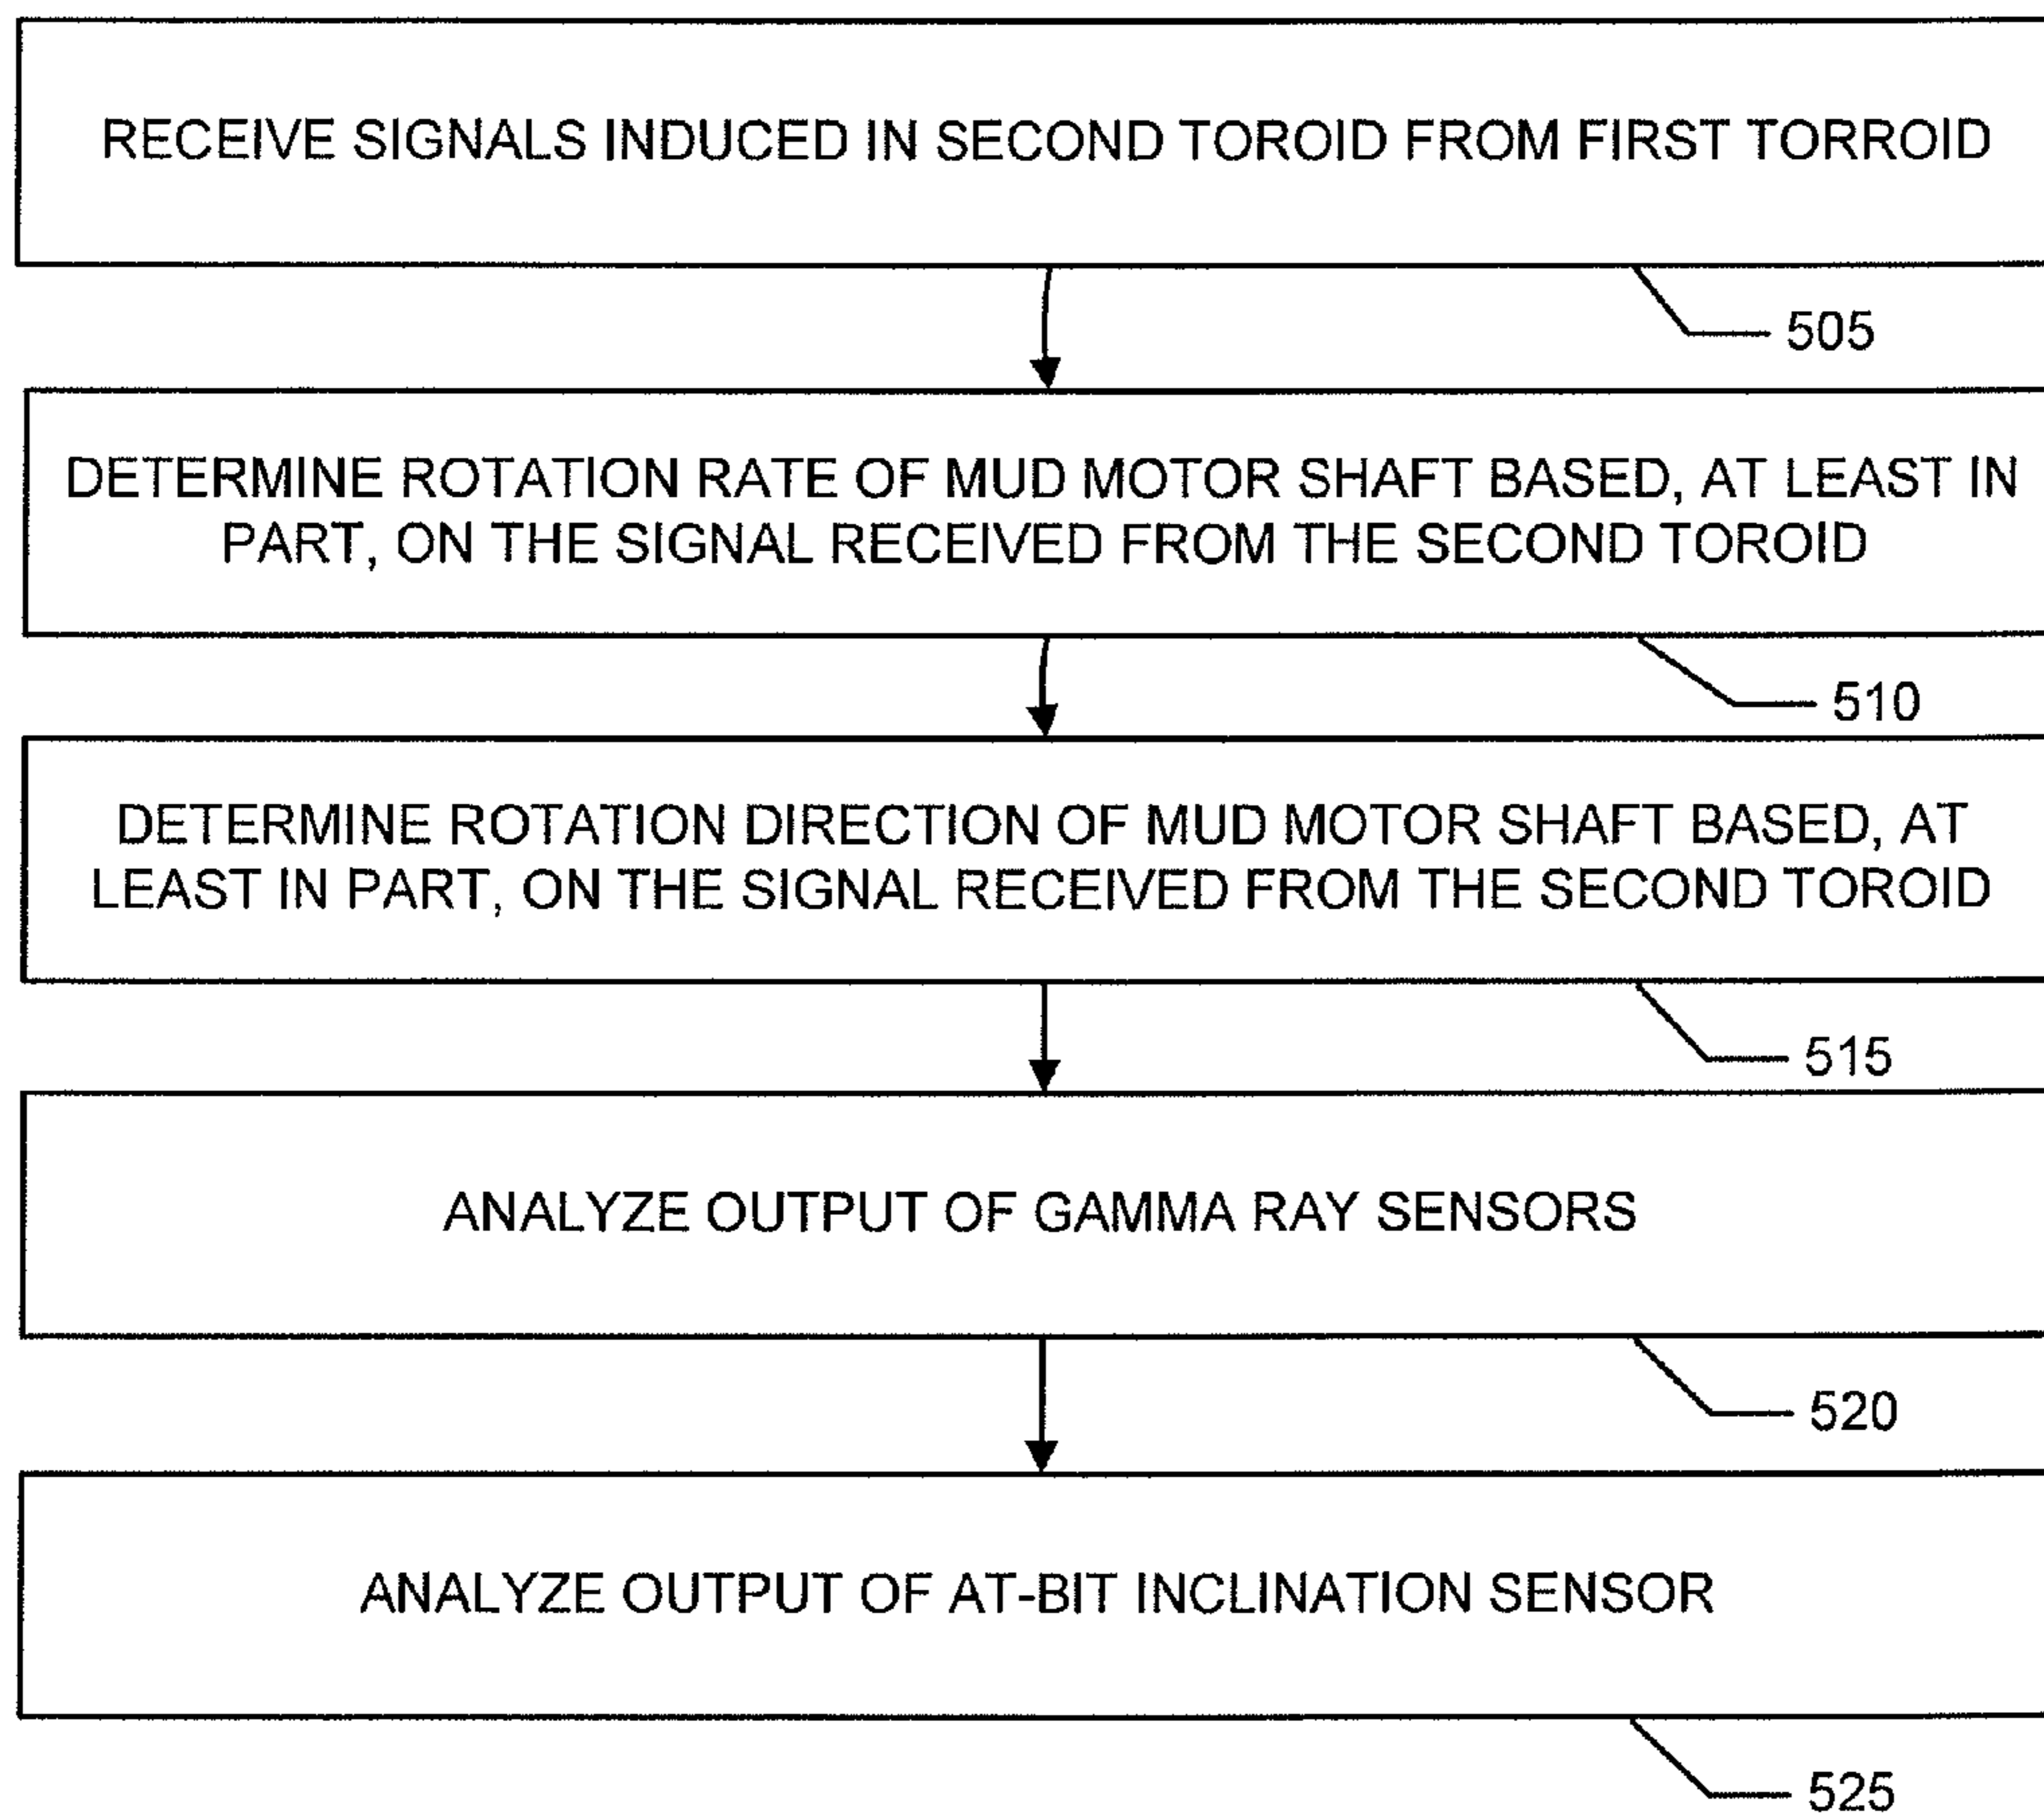 RECEIVE SIGNALS INDUCED IN SECOND TOROID FROM FIRST TORROID
505
DETERMINE ROTATION RATE OF MUD MOTOR SHAFT BASED, AT LEAST IN
PART, ON THE SIGNAL RECEIVED FROM THE SECOND TOROID
510
DETERMINE ROTATION DIRECTION OF MUD MOTOR SHAFT BASED, AT
LEAST IN PART, ON THE SIGNAL RECEIVED FROM THE SECOND TOROID
515
ANALYZE OUTPUT OF GAMMA RAY SENSORS
520
ANALYZE OUTPUT OF AT-BIT INCLINATION SENSOR
525